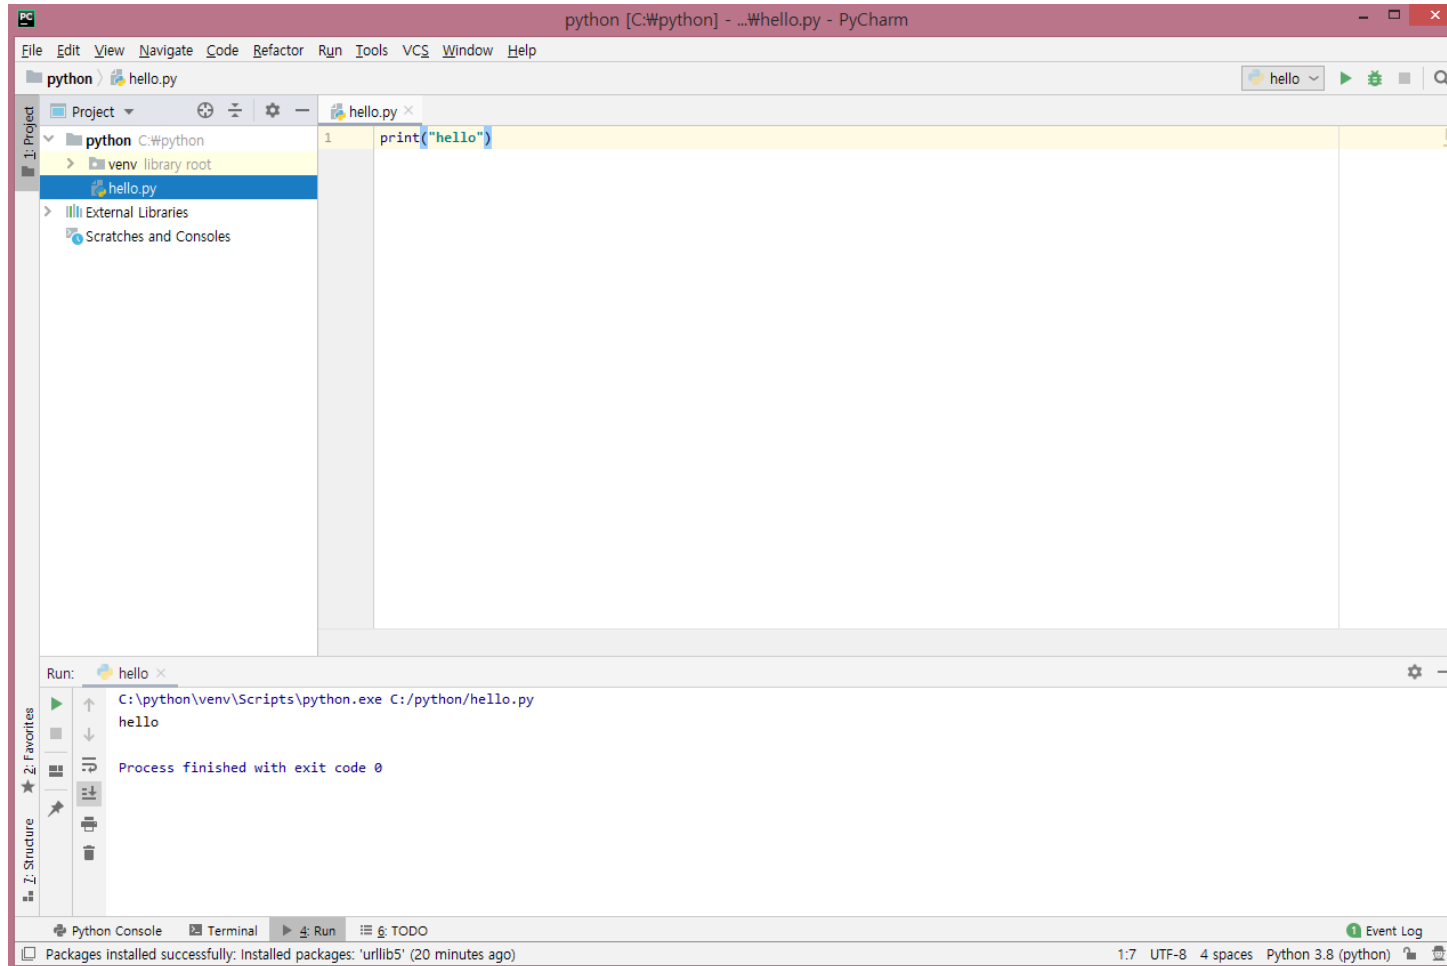 PC python [C:₩python] - ...₩hello.py - PyCharm
File Edit View Navigate Code Refactor Run Tools VCS Window Help
python hello.py hello
1: Project
Project
hello.py
python C:₩python
venv library root
hello.py
External Libraries
Scratches and Consoles
1 print("hello")
Run: hello
C:\python\venv\Scripts\python.exe C:/python/hello.py
hello
Process finished with exit code 0
2: Favorites
7: Structure
Python Console Terminal 4: Run 6: TODO 1 Event Log
Packages installed successfully: Installed packages: 'urllib5' (20 minutes ago) 1:7 UTF-8 4 spaces Python 3.8 (python)